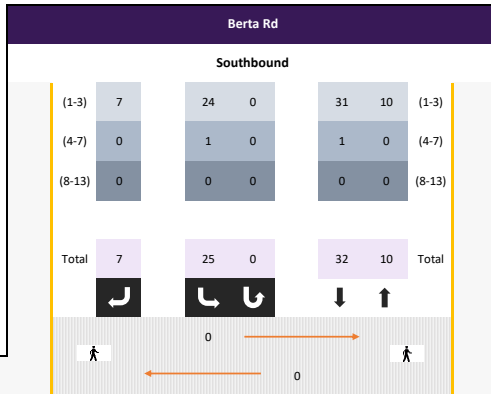 Berta Rd
Southbound
(1-3) 7 24 0 31 10 (1-3)
(4-7) 0 1 0 1 0 (4-7)
(8-13) 0 0 0 0 0 (8-13)
Total 7 25 0 32 10 Total
0
0